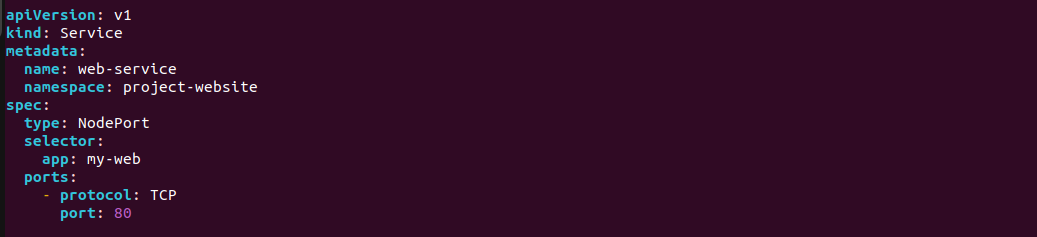 apiVersion: v1
kind: Service
metadata:
  name: web-service
  namespace: project-website
spec:
  type: NodePort
  selector:
    app: my-web
  ports:
    - protocol: TCP
      port: 80